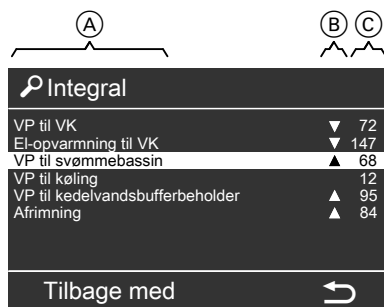 A B C
Integral
VP til VK ▼ 72
El-opvarmning til VK ▼ 147
VP til svømmebassin ▲ 68
VP til køling 12
VP til kedelvandsbufferbeholder ▲ 95
Afrimning ▲ 84
Tilbage med